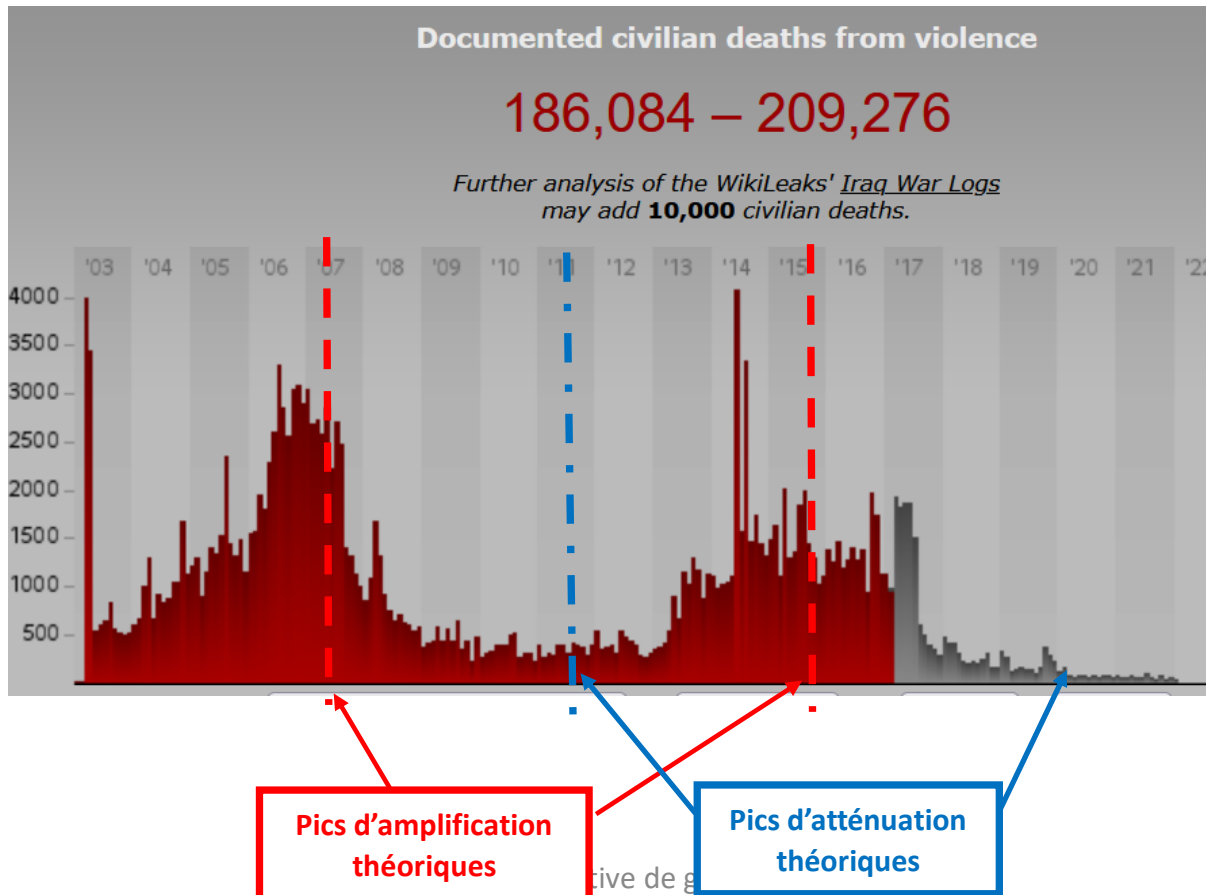 Documented civilian deaths from violence
186,084 – 209,276
Further analysis of the WikiLeaks' Iraq War Logs
may add 10,000 civilian deaths.
'03 '04 '05 '06 '07 '08 '09 '10 '11 '12 '13 '14 '15 '16 '17 '18 '19 '20 '21 '22
4000
3500
3000
2500
2000
1500
1000
500
Pics d'amplification
théoriques
Pics d'atténuation
théoriques
tive de g